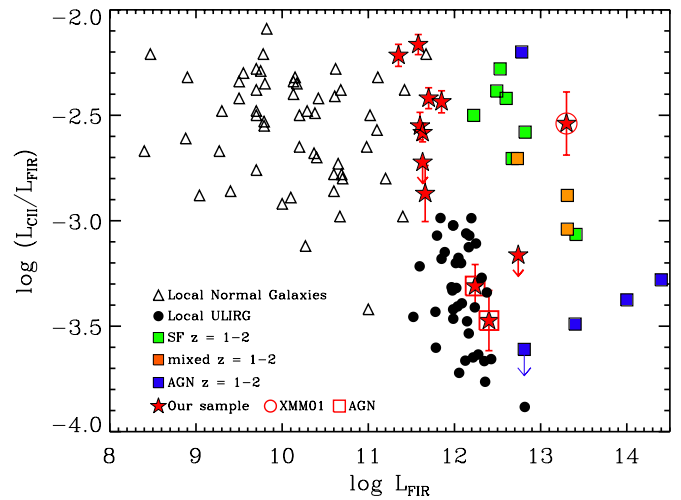 -2.0
-2.5
-3.0
-3.5
-4.0
log (L_CII/L_FIR)
Local Normal Galaxies
Local ULIRG
SF z = 1-2
mixed z = 1-2
AGN z = 1-2
Our sample XMM01 AGN
8 9 10 11 12 13 14
log L_FIR